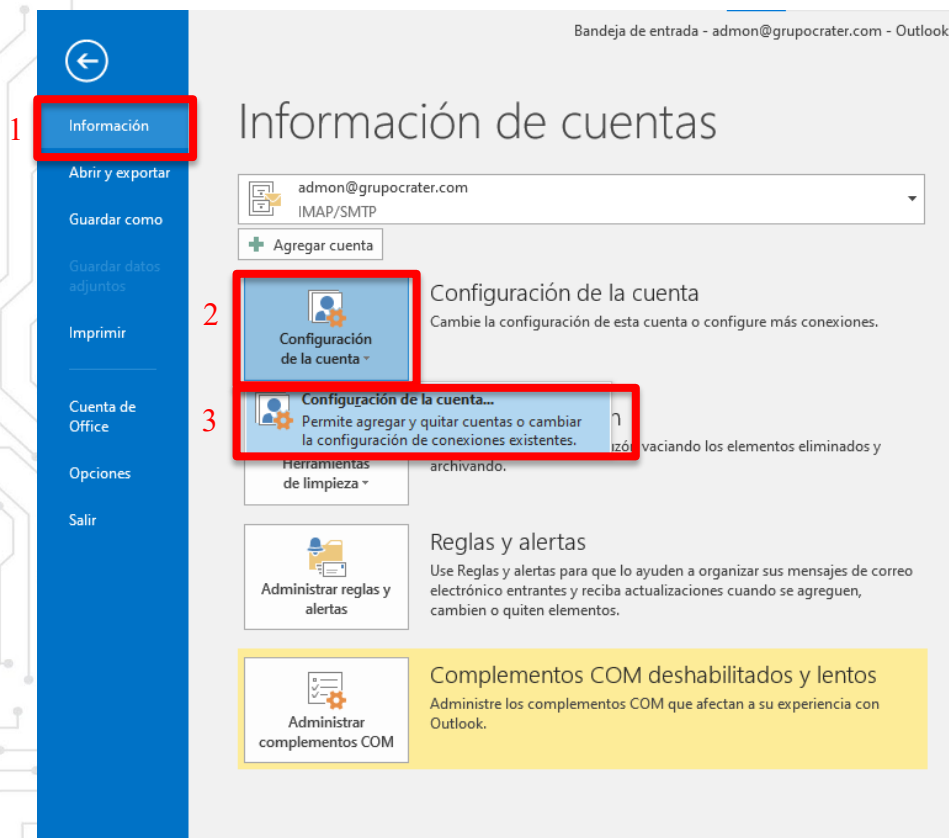 Bandeja de entrada - admon@grupocrater.com - Outlook
1
Información
Abrir y exportar
Guardar como
Guardar datos
adjuntos
Imprimir
Cuenta de
Office
Opciones
Salir
Información de cuentas
admon@grupocrater.com
IMAP/SMTP
Agregar cuenta
2
Configuración
de la cuenta
Configuración de la cuenta
Cambie la configuración de esta cuenta o configure más conexiones.
3
Configuración de la cuenta...
Permite agregar y quitar cuentas o cambiar
la configuración de conexiones existentes.
vaciando los elementos eliminados y
archivando.
Herramientas
de limpieza
Administrar reglas y
alertas
Reglas y alertas
Use Reglas y alertas para que lo ayuden a organizar sus mensajes de correo
electrónico entrantes y reciba actualizaciones cuando se agreguen,
cambien o quiten elementos.
Administrar
complementos COM
Complementos COM deshabilitados y lentos
Administre los complementos COM que afectan a su experiencia con
Outlook.